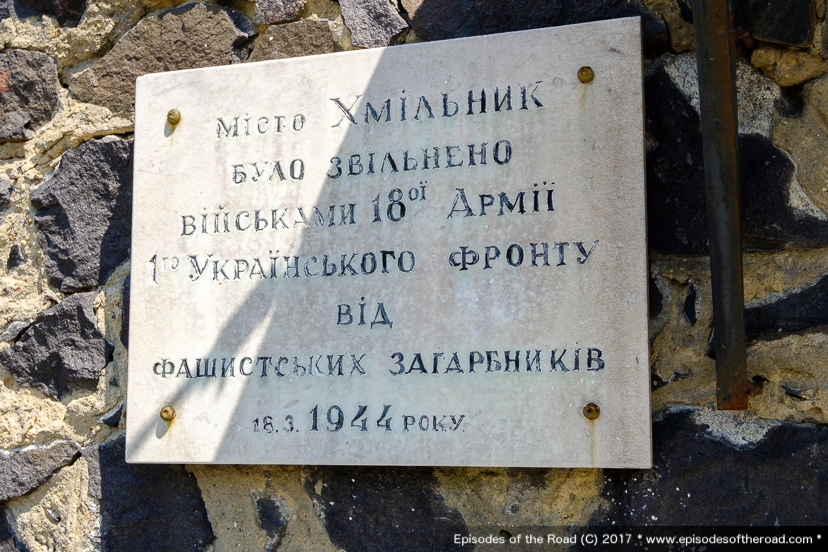 Місто Хмільник
було звільнено
військами 18ої Армії
1го Українського фронту
від
фашистських загарбників
18.3. 1944 року.
Episodes of the Road (C) 2017 * www.episodesoftheroad.com *